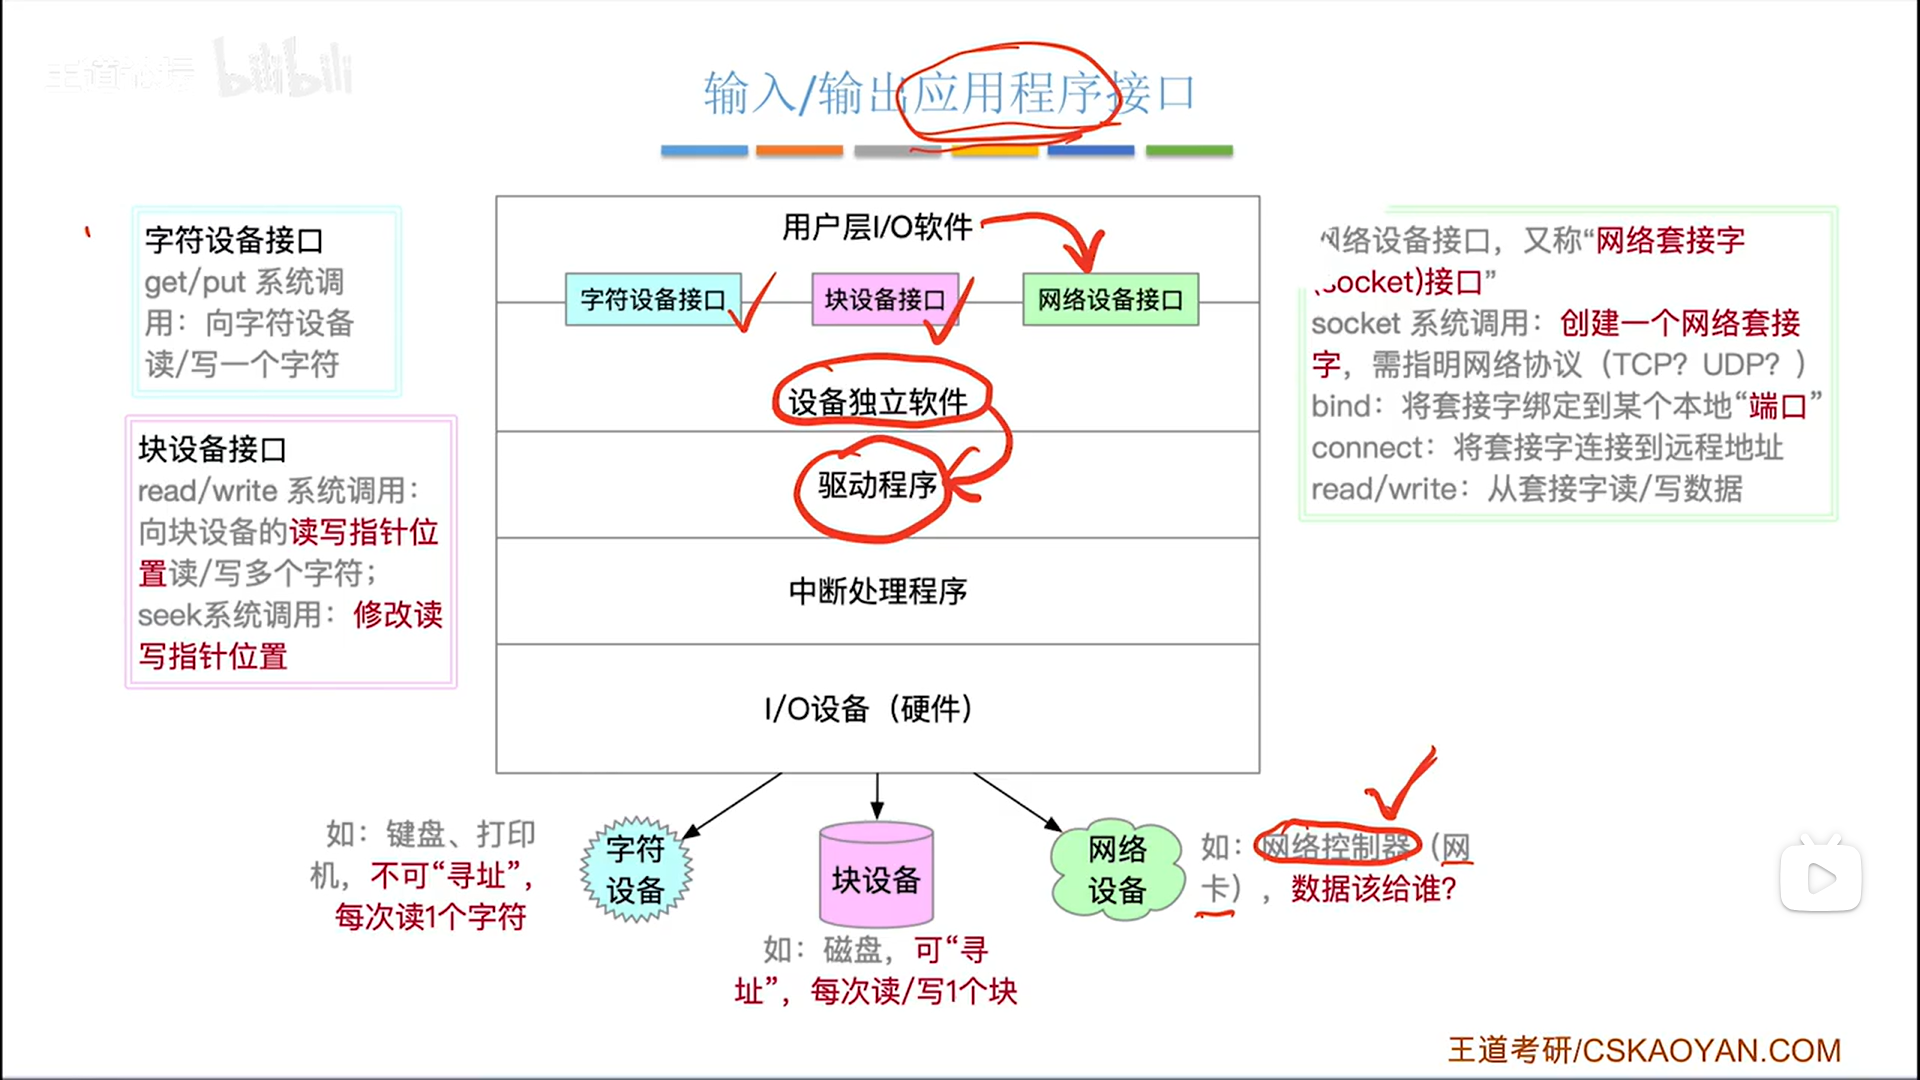 王道论坛 bilibili
输入/输出应用程序接口
字符设备接口
get/put 系统调
用：向字符设备
读/写一个字符
块设备接口
read/write 系统调用：
向块设备的读写指针位
置读/写多个字符；
seek系统调用：修改读
写指针位置
用户层I/O软件
字符设备接口
块设备接口
网络设备接口
设备独立软件
驱动程序
中断处理程序
I/O设备（硬件）
网络设备接口，又称“网络套接字
(socket)接口”
socket 系统调用：创建一个网络套接
字，需指明网络协议（TCP？UDP？）
bind：将套接字绑定到某个本地“端口”
connect：将套接字连接到远程地址
read/write：从套接字读/写数据
如：键盘、打印
机，不可“寻址”，
每次读1个字符
字符
设备
块设备
如：磁盘，可“寻
址”，每次读/写1个块
网络
设备
如：网络控制器（网
卡），数据该给谁？
王道考研/CSKAOYAN.COM